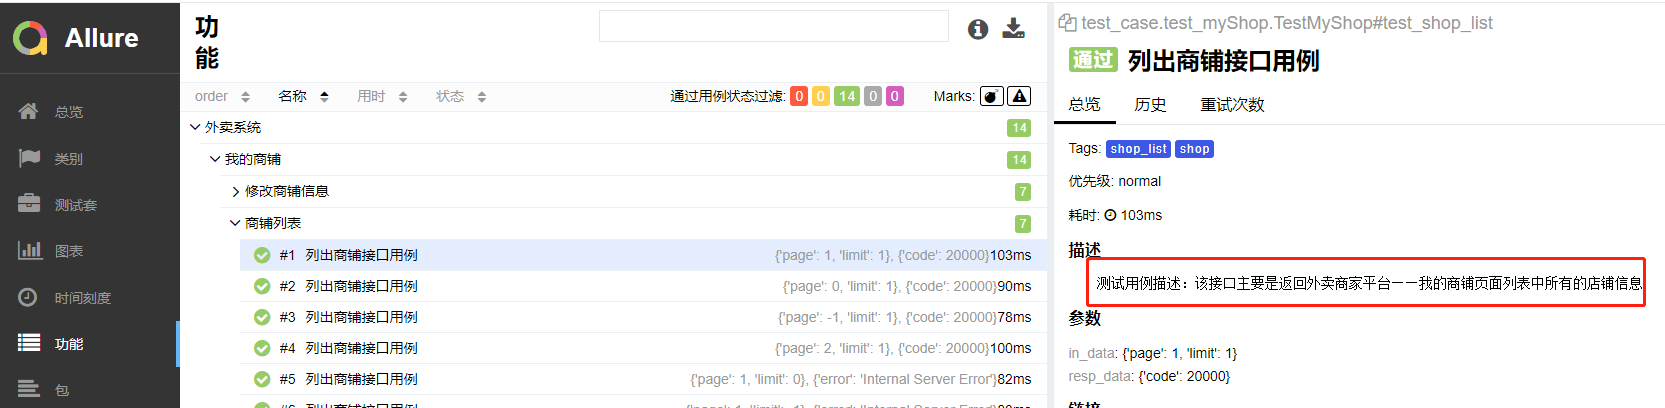 Allure
总览
类别
测试套
图表
时间刻度
功能
包
功
能
order 名称 用时 状态 通过用例状态过滤: 0 0 14 0 0 Marks:
外卖系统 14
我的商铺 14
修改商铺信息 7
商铺列表 7
#1 列出商铺接口用例 {'page': 1, 'limit': 1}, {'code': 20000}103ms
#2 列出商铺接口用例 {'page': 0, 'limit': 1}, {'code': 20000}90ms
#3 列出商铺接口用例 {'page': -1, 'limit': 1}, {'code': 20000}78ms
#4 列出商铺接口用例 {'page': 2, 'limit': 1}, {'code': 20000}100ms
#5 列出商铺接口用例 {'page': 1, 'limit': 0}, {'error': 'Internal Server Error'}82ms
test_case.test_myShop.TestMyShop#test_shop_list
通过 列出商铺接口用例
总览 历史 重试次数
Tags: shop_list shop
优先级: normal
耗时: 103ms
描述
测试用例描述：该接口主要是返回外卖商家平台——我的商铺页面列表中所有的店铺信息
参数
in_data: {'page': 1, 'limit': 1}
resp_data: {'code': 20000}